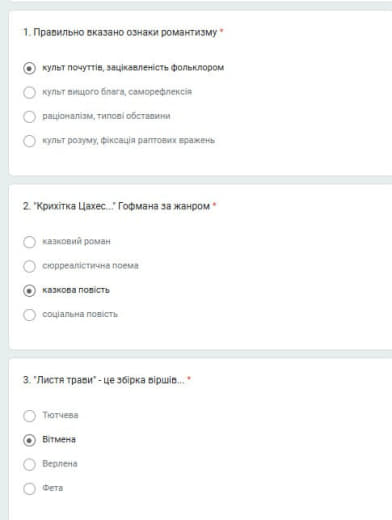 1. Правильно вказано ознаки романтизму *
культ почуттів, зацікавленість фольклором
культ вищого блага, саморефлексія
раціоналізм, типові обставини
культ розуму, фіксація раптових вражень
2. "Крихітка Цахес..." Гофмана за жанром *
казковий роман
сюрреалістична поема
казкова повість
соціальна повість
3. "Листя трави" - це збірка віршів... *
Тютчева
Вітмена
Верлена
Фета